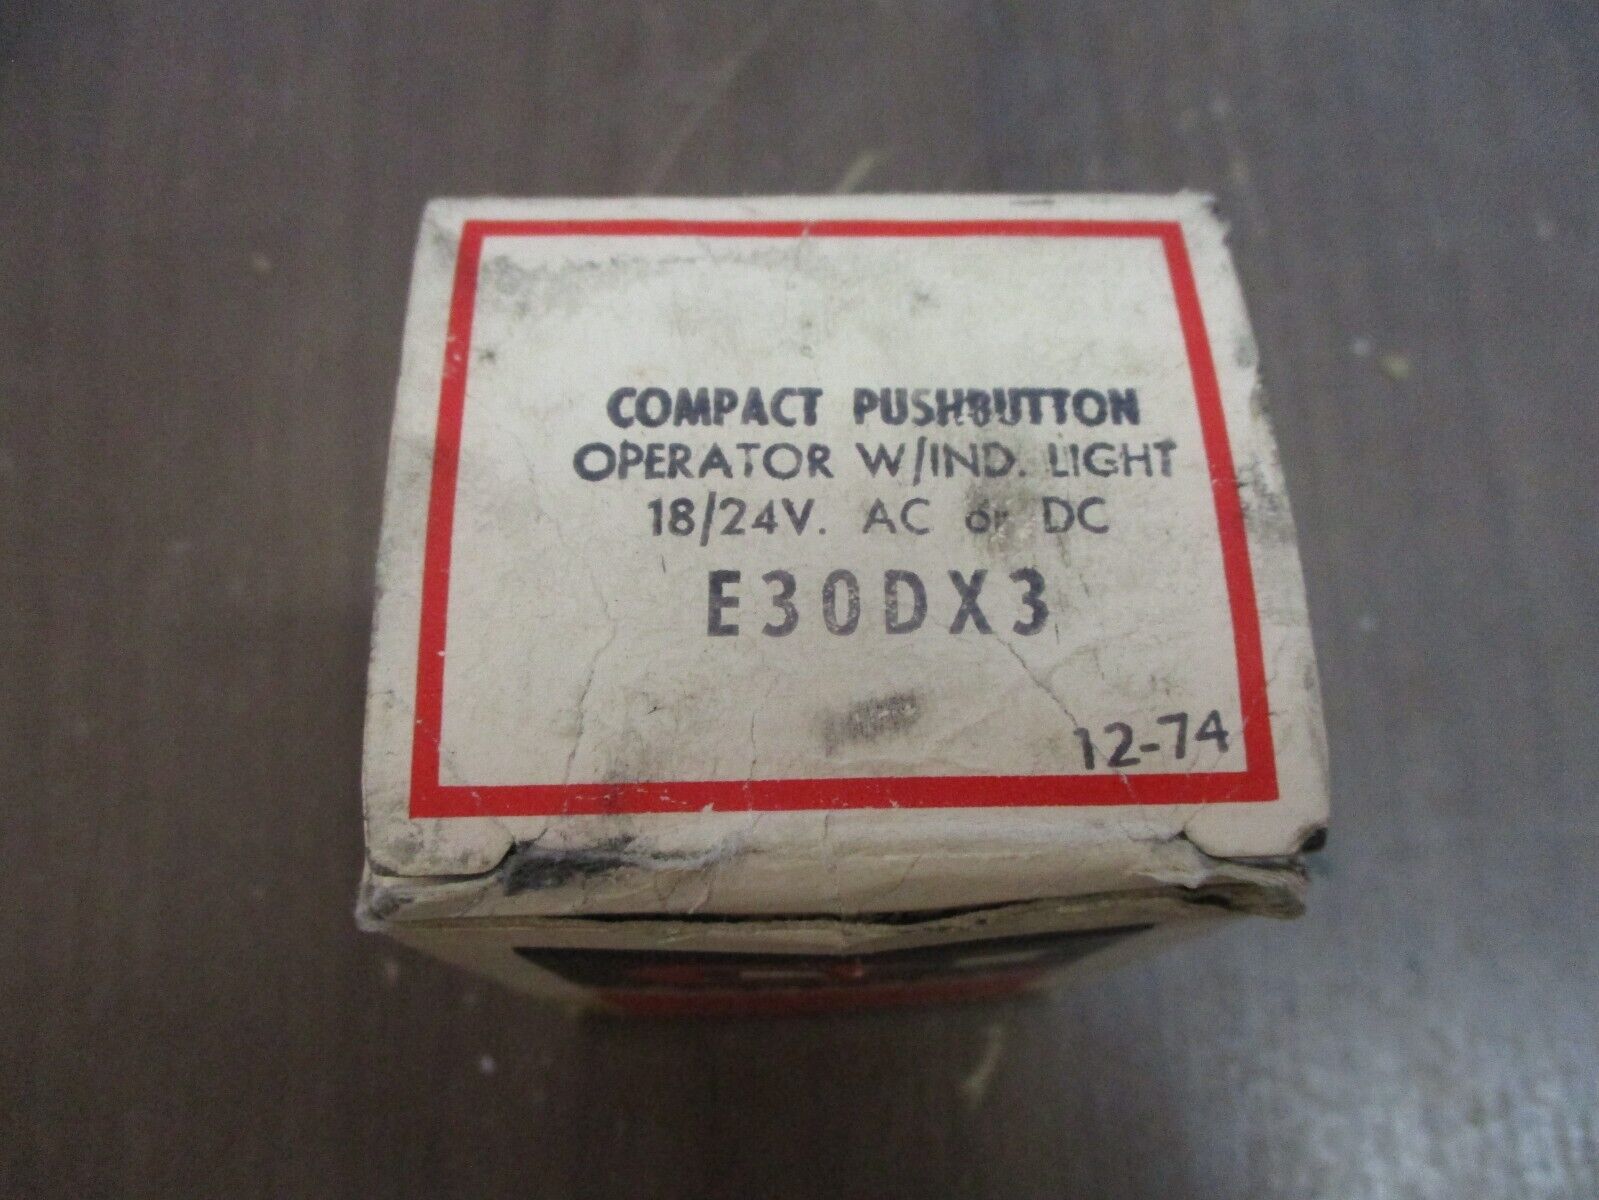 COMPACT PUSHBUTTON
OPERATOR W/IND. LIGHT
18/24V. AC or DC
E30DX3
12-74